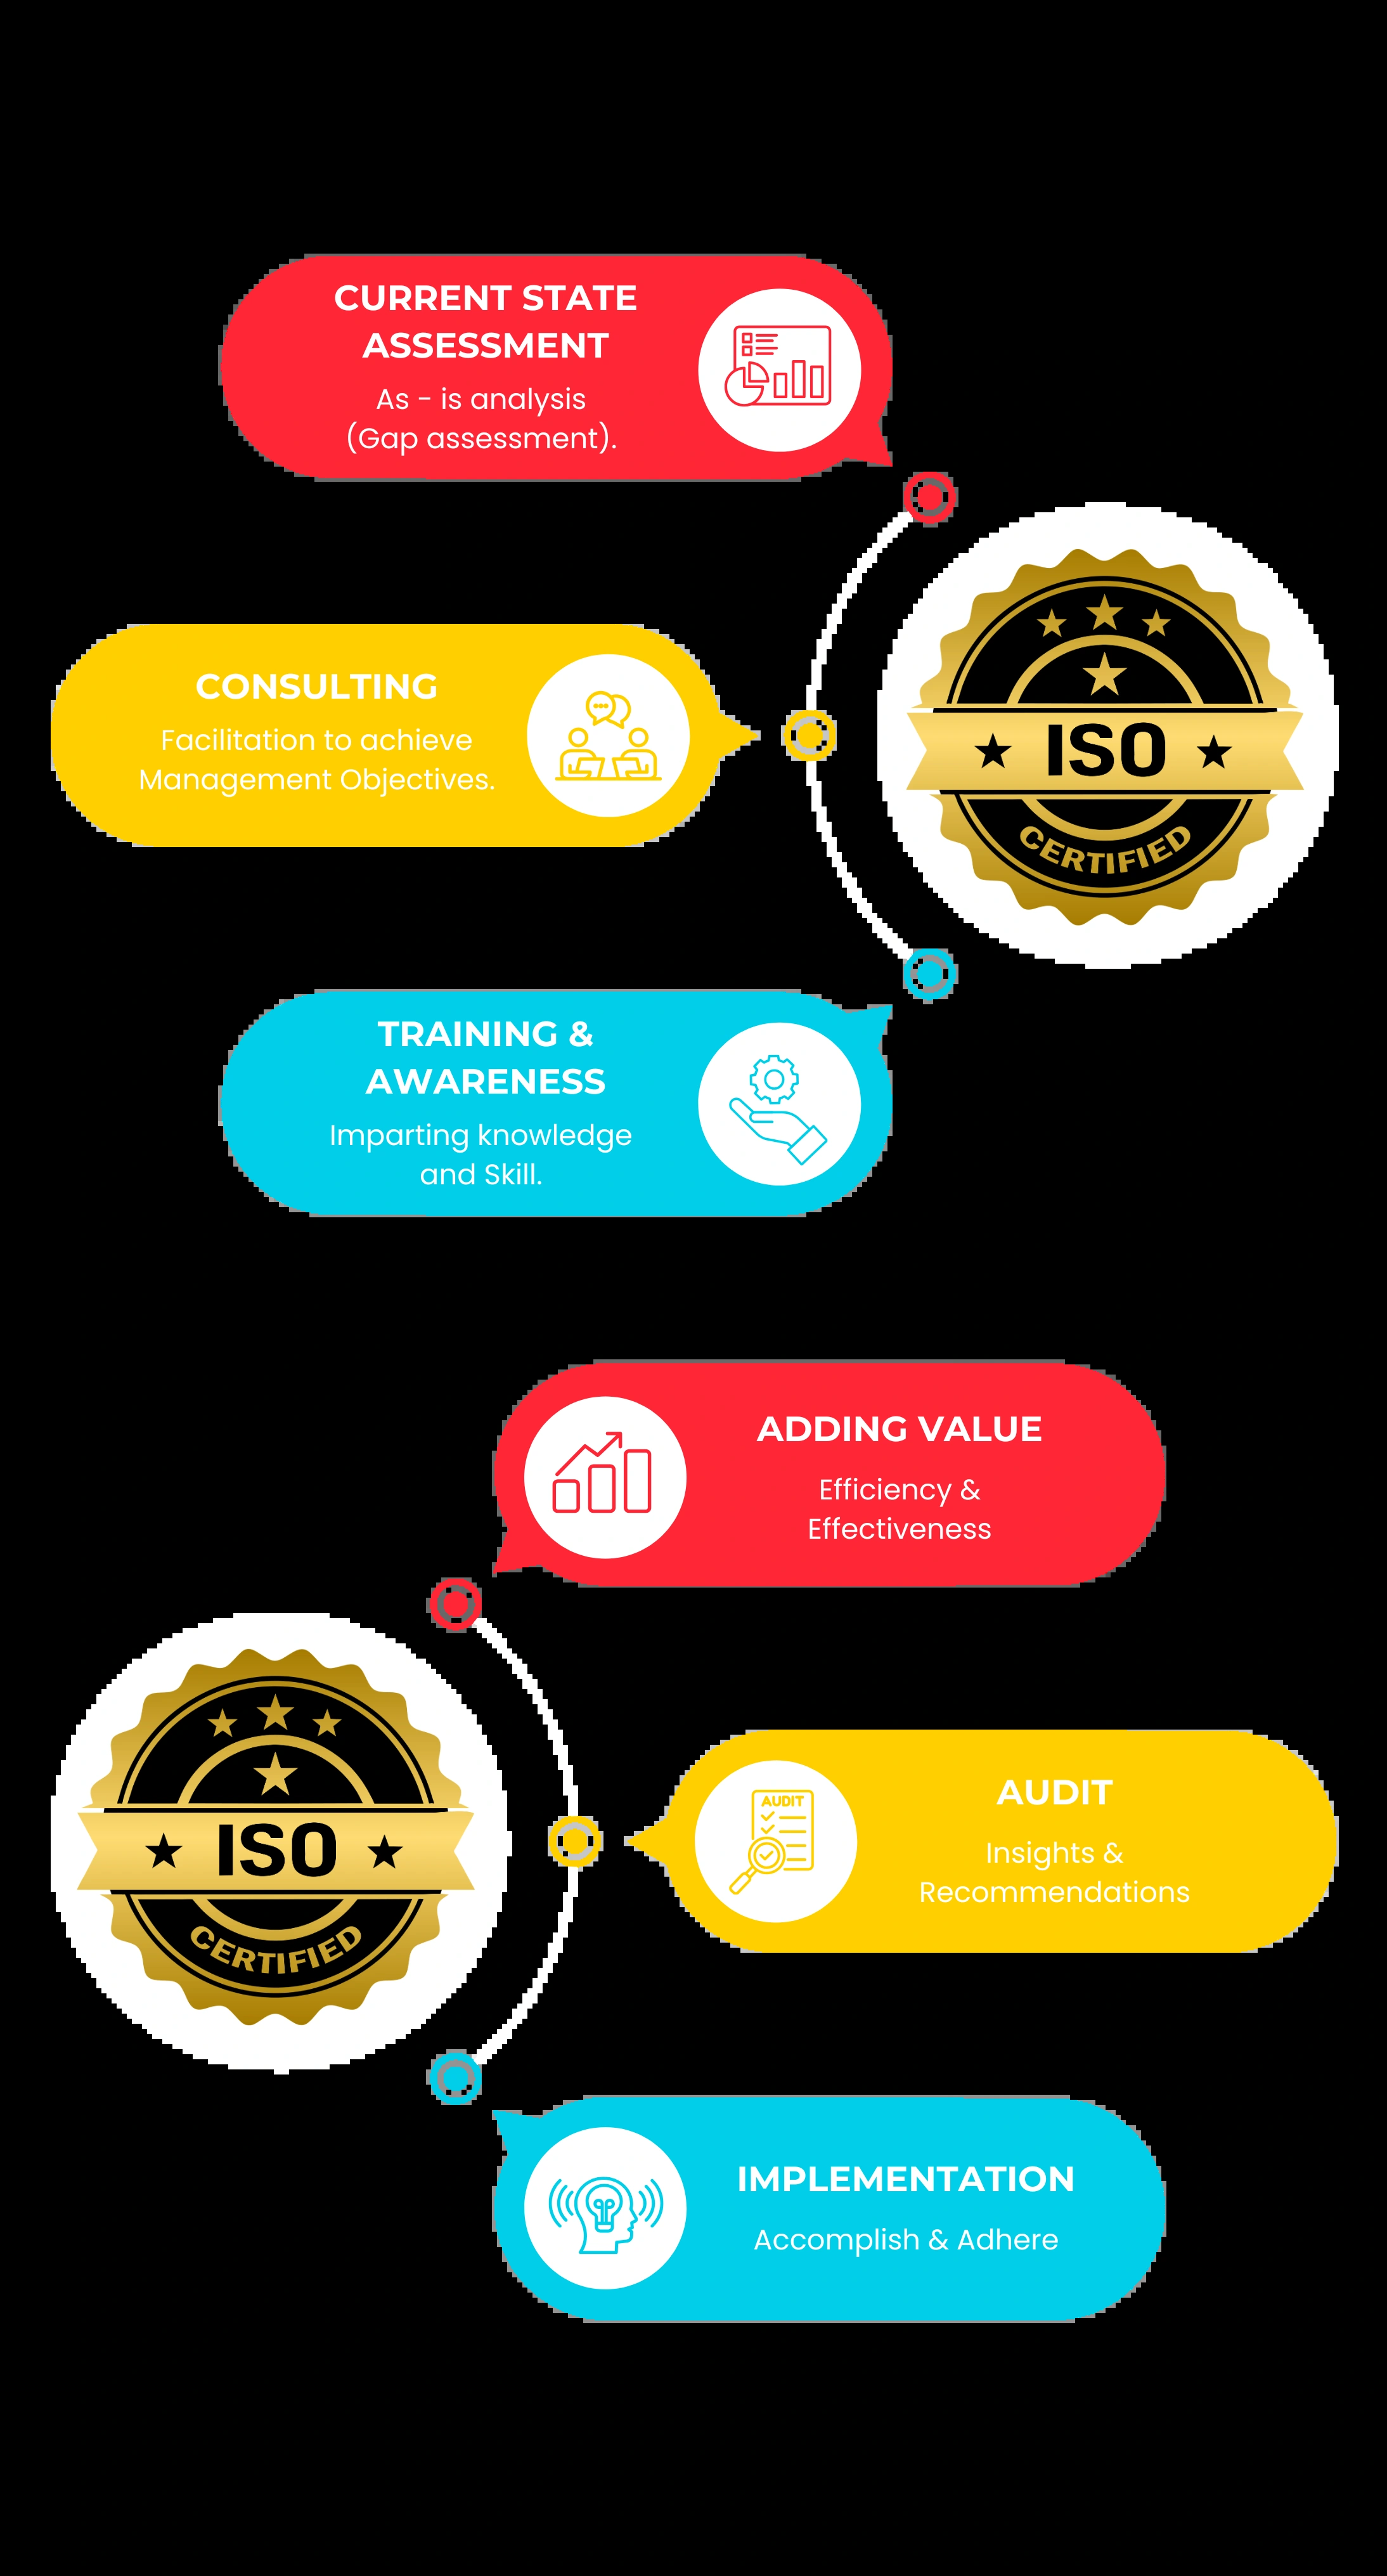 CURRENT STATE
ASSESSMENT
As - is analysis
(Gap assessment).
CONSULTING
Facilitation to achieve
Management Objectives.
ISO
CERTIFIED
TRAINING &
AWARENESS
Imparting knowledge
and Skill.
ADDING VALUE
Efficiency &
Effectiveness
ISO
CERTIFIED
AUDIT
AUDIT
Insights &
Recommendations
IMPLEMENTATION
Accomplish & Adhere